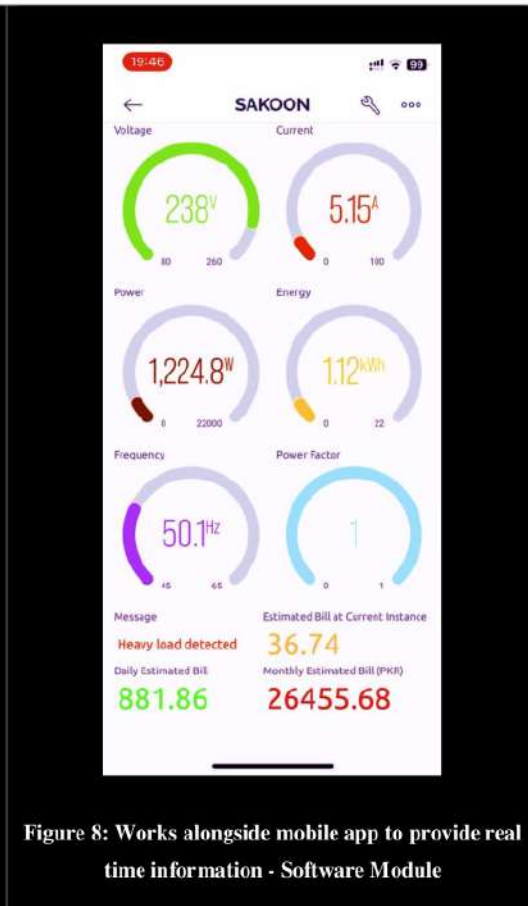 19:46
99
SAKOON
Voltage
Current
238V
5.15A
80 260
0 100
Power
Energy
1,224.8W
1.12kWh
0 22000
0 22
Frequency
Power Factor
50.1Hz
1
45 65
0 1
Message
Estimated Bill at Current Instance
Heavy load detected
36.74
Daily Estimated Bill
Monthly Estimated Bill (PKR)
881.86
26455.68
Figure 8: Works alongside mobile app to provide real
time information - Software Module